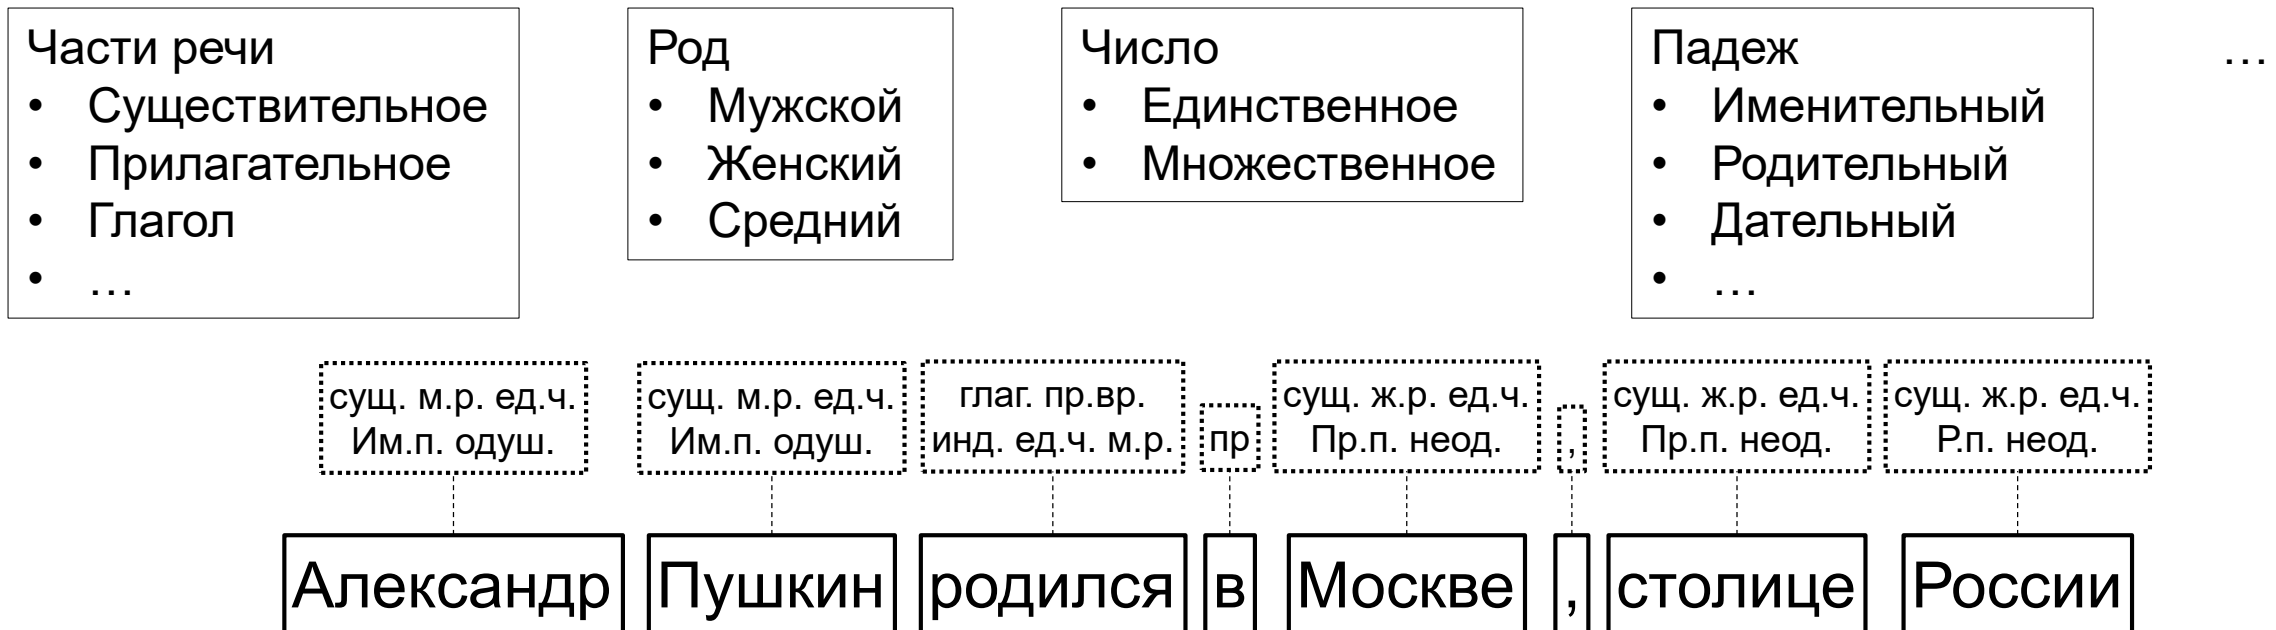 Части речи
• Существительное
• Прилагательное
• Глагол
• …
Род
• Мужской
• Женский
• Средний
Число
• Единственное
• Множественное
Падеж
• Именительный
• Родительный
• Дательный
• …
…
сущ. м.р. ед.ч.
Им.п. одуш.
сущ. м.р. ед.ч.
Им.п. одуш.
глаг. пр.вр.
инд. ед.ч. м.р.
пр
сущ. ж.р. ед.ч.
Пр.п. неод.
,
сущ. ж.р. ед.ч.
Пр.п. неод.
сущ. ж.р. ед.ч.
Р.п. неод.
Александр Пушкин родился в Москве , столице России